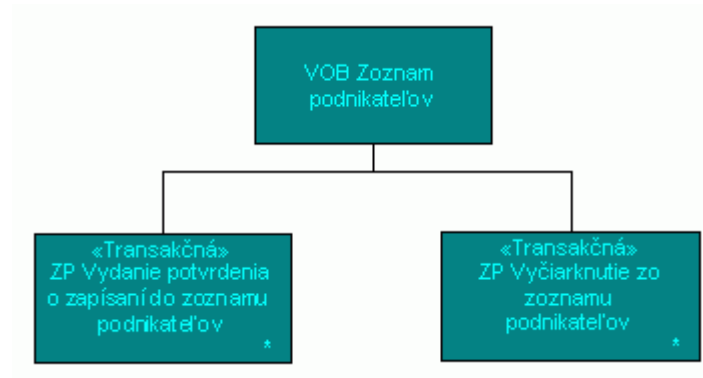 VOB Zoznam
podnikateľov
«Transakčná»
ZP Vydanie potvrdenia
o zapísaní do zoznamu
podnikateľov
*
«Transakčná»
ZP Vyčiarknutie zo
zoznamu
podnikateľov
*